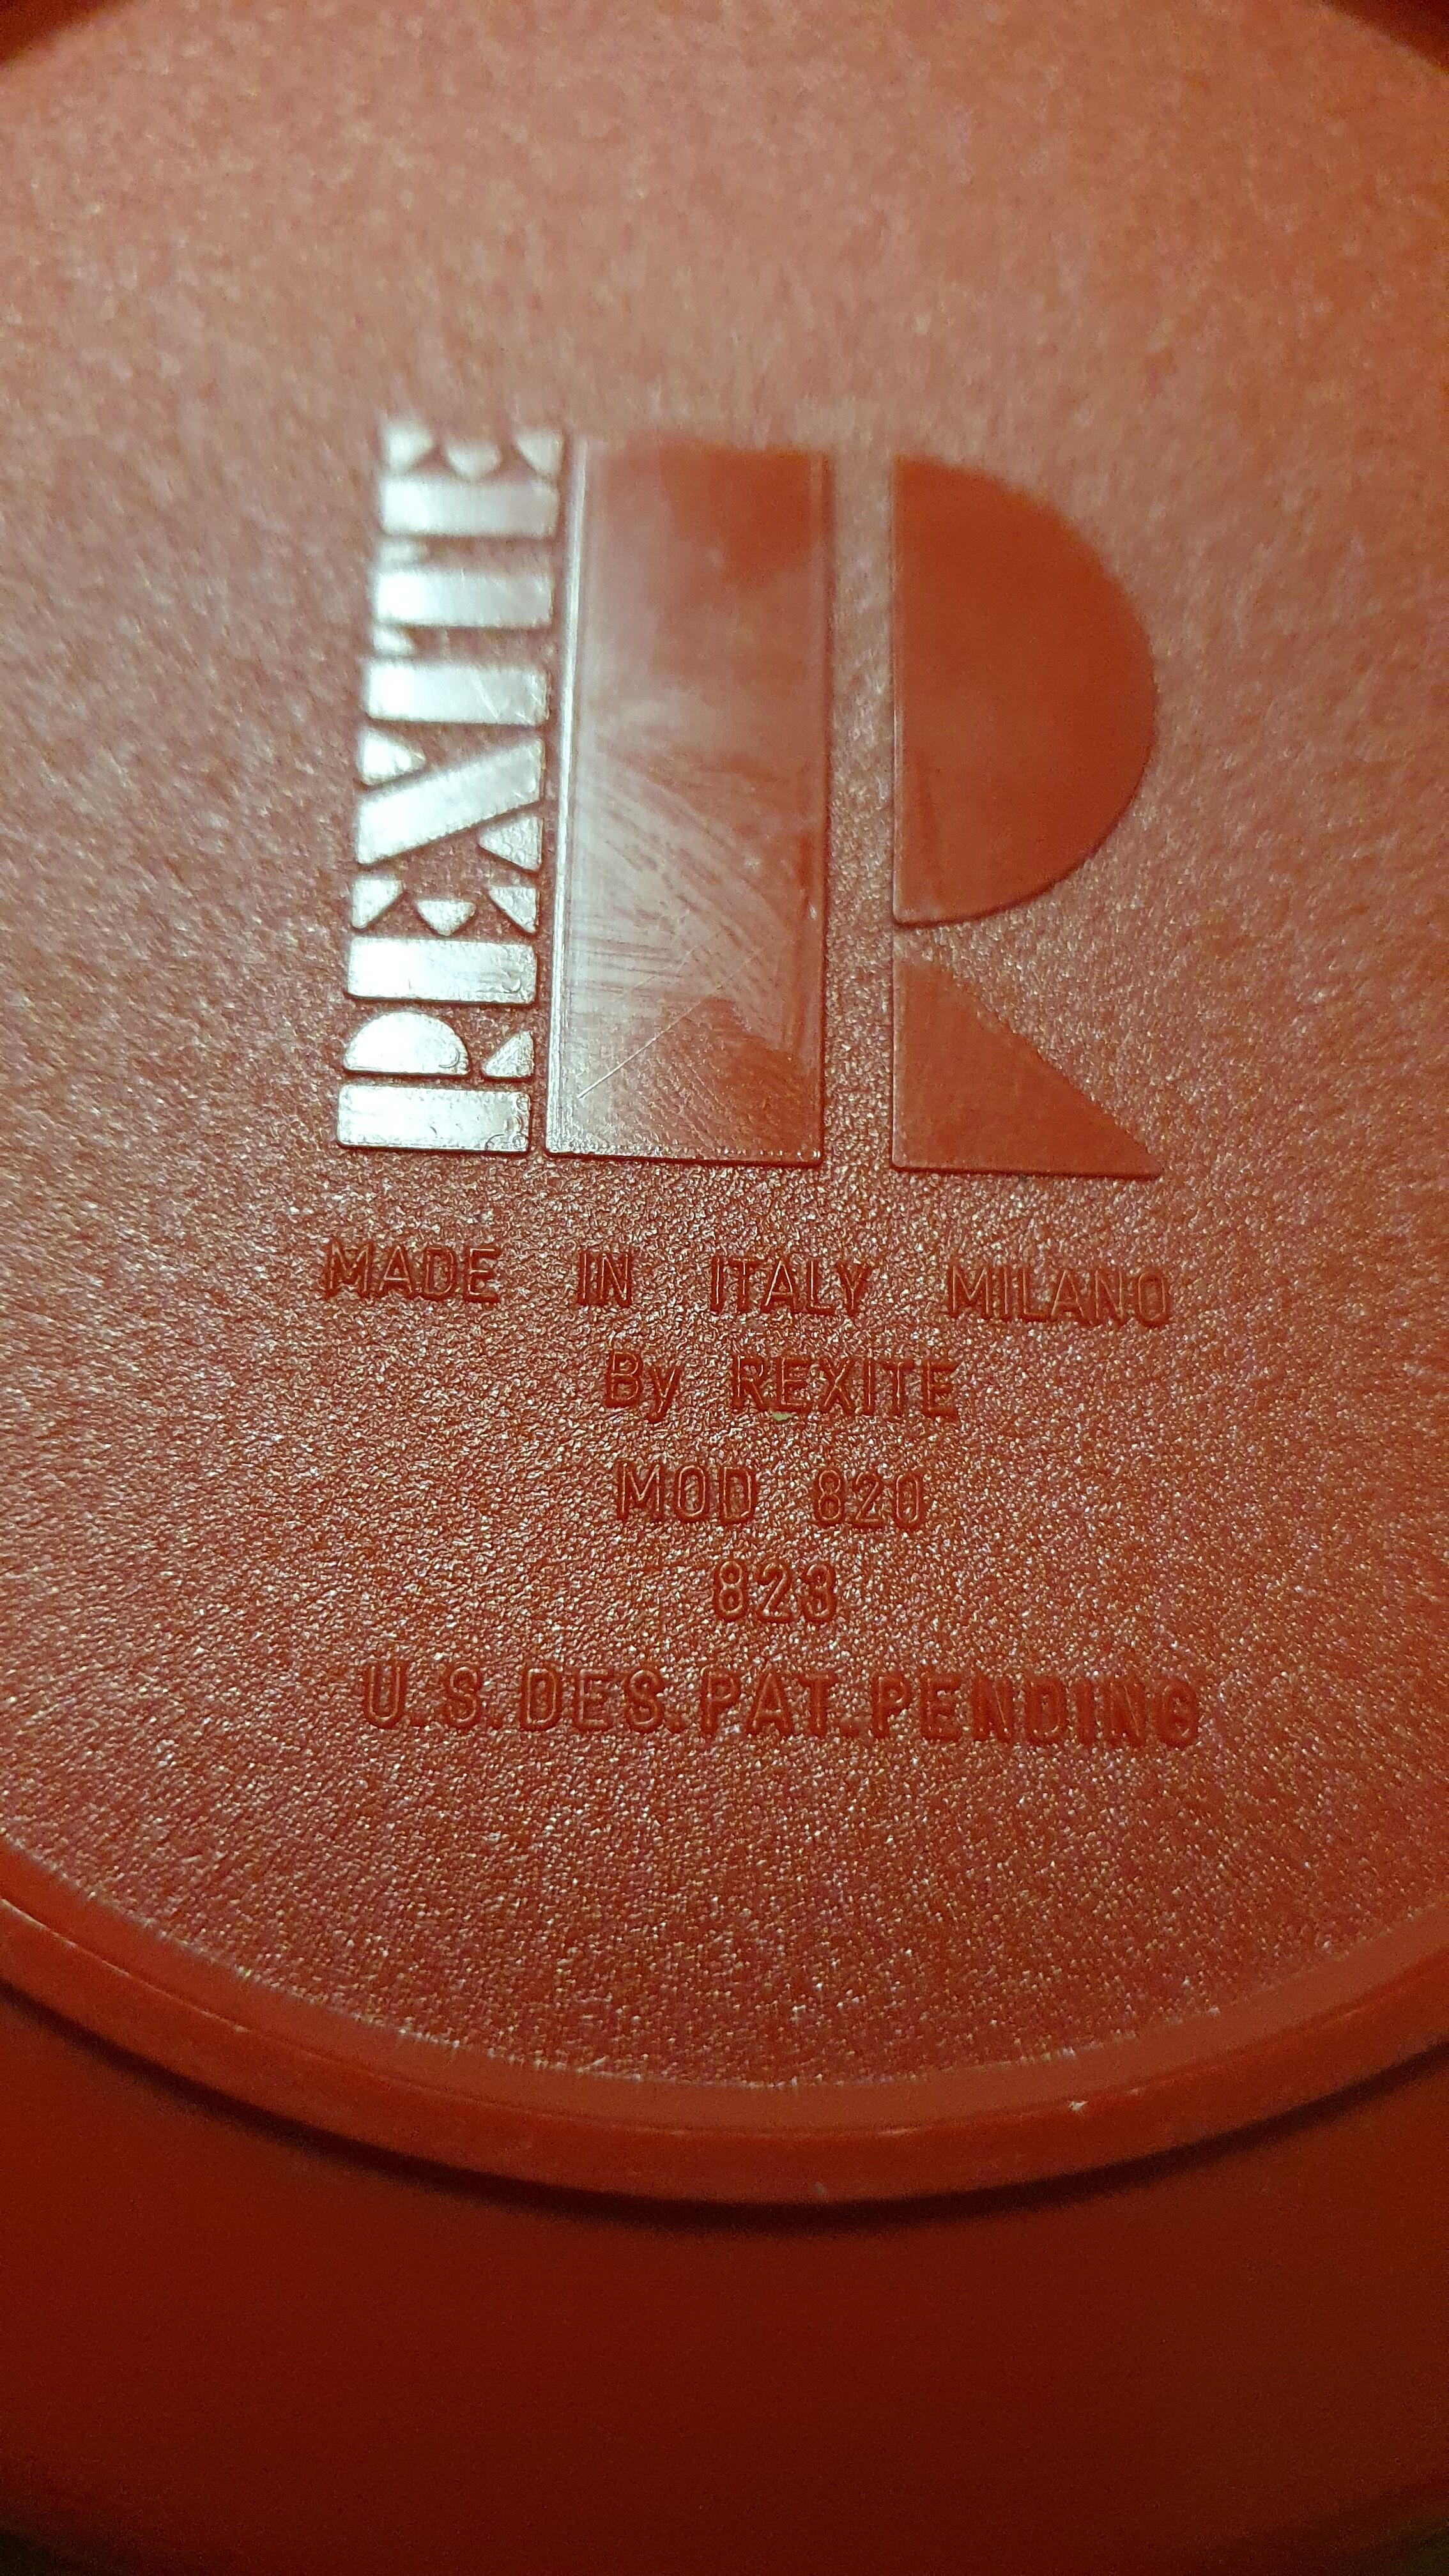 REXITE
R
MADE IN ITALY MILANO
By REXITE
MOD 820
823
U.S.DES.PAT.PENDING